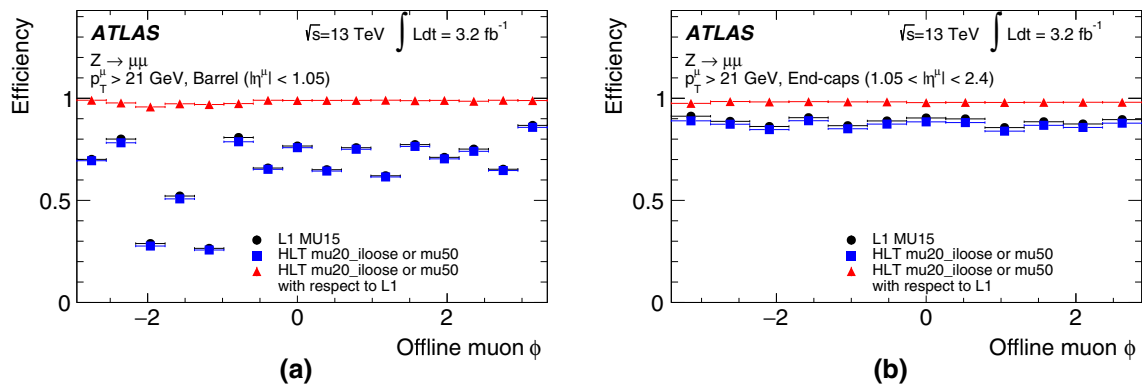 Efficiency
ATLAS
√s=13 TeV ∫ Ldt = 3.2 fb⁻¹
Z → μμ
p_T^μ > 21 GeV, Barrel (|η^μ| < 1.05)
1
0.5
0
L1 MU15
HLT mu20_iloose or mu50
HLT mu20_iloose or mu50
with respect to L1
−2 0 2
Offline muon ϕ
(a)
Efficiency
ATLAS
√s=13 TeV ∫ Ldt = 3.2 fb⁻¹
Z → μμ
p_T^μ > 21 GeV, End-caps (1.05 < |η^μ| < 2.4)
1
0.5
0
L1 MU15
HLT mu20_iloose or mu50
HLT mu20_iloose or mu50
with respect to L1
−2 0 2
Offline muon ϕ
(b)